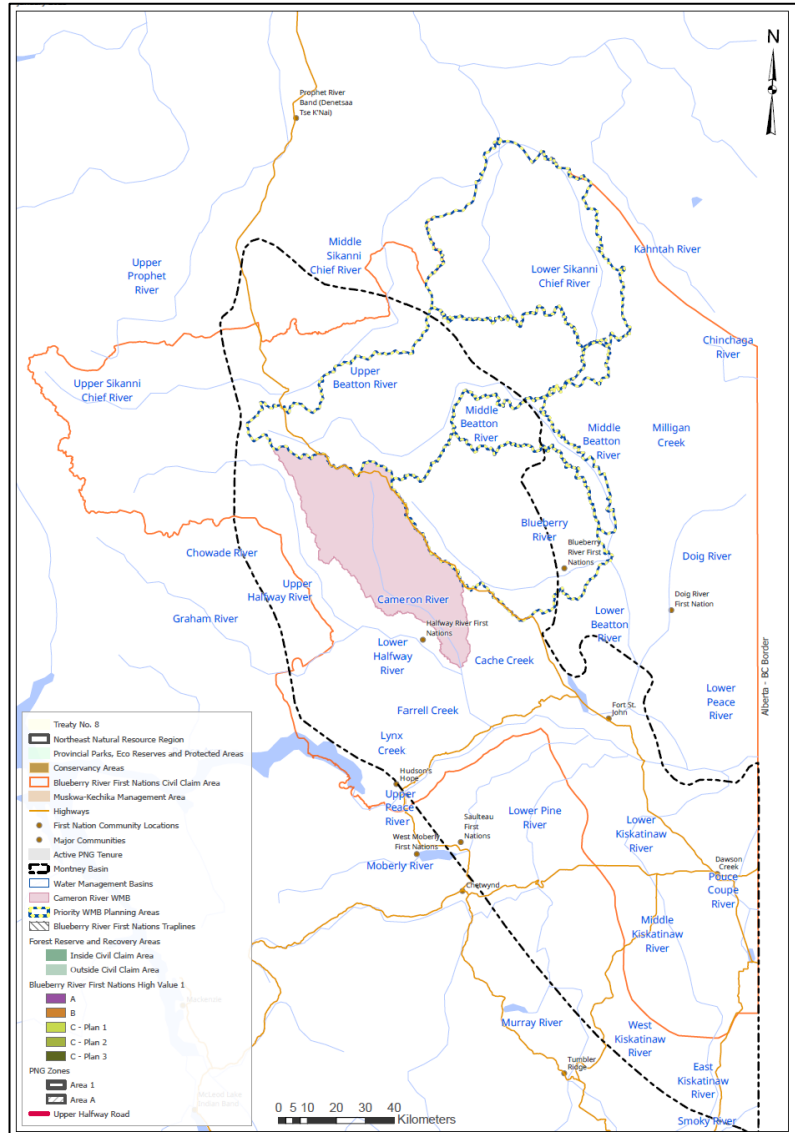 N
Prophet River
Band (Denetsaa
Tse K'Nai)
Middle
Sikanni
Chief River
Kahntah River
Upper
Prophet
River
Lower Sikanni
Chief River
Chinchaga
River
Upper
Beatton River
Upper Sikanni
Chief River
Middle
Beatton
River
Middle
Beatton
River
Milligan
Creek
Blueberry
River
Blueberry
River First
Nations
Chowade River
Doig River
Upper
Halfway River
Cameron River
Doig River
First Nation
Graham River
Lower
Beatton
River
Halfway River First
Nations
Lower
Halfway
River
Cache Creek
Alberta - BC Border
Lower
Peace
River
Farrell Creek
Fort St.
John
Lynx
Creek
Hudson's
Hope
Upper
Peace
River
Saulteau
First
Nations
Lower Pine
River
Lower
Kiskatinaw
River
West Moberly
First Nations
Moberly River
Dawson
Creek
Pouce
Coupe
River
Chetwynd
Middle
Kiskatinaw
River
Murray River
West
Kiskatinaw
River
Tumbler
Ridge
East
Kiskatinaw
River
Smoky River
Treaty No. 8
Northeast Natural Resource Region
Provincial Parks, Eco Reserves and Protected Areas
Conservancy Areas
Blueberry River First Nations Civil Claim Area
Muskwa-Kechika Management Area
Highways
First Nation Community Locations
Major Communities
Active PNG Tenure
Montney Basin
Water Management Basins
Cameron River WMB
Priority WMB Planning Areas
Blueberry River First Nations Traplines
Forest Reserve and Recovery Areas
Inside Civil Claim Area
Outside Civil Claim Area
Blueberry River First Nations High Value 1
A
B
C - Plan 1
C - Plan 2
C - Plan 3
PNG Zones
Area 1
Area A
Upper Halfway Road
Mackenzie
McLeod Lake
Indian Band
0 5 10 20 30 40
Kilometers